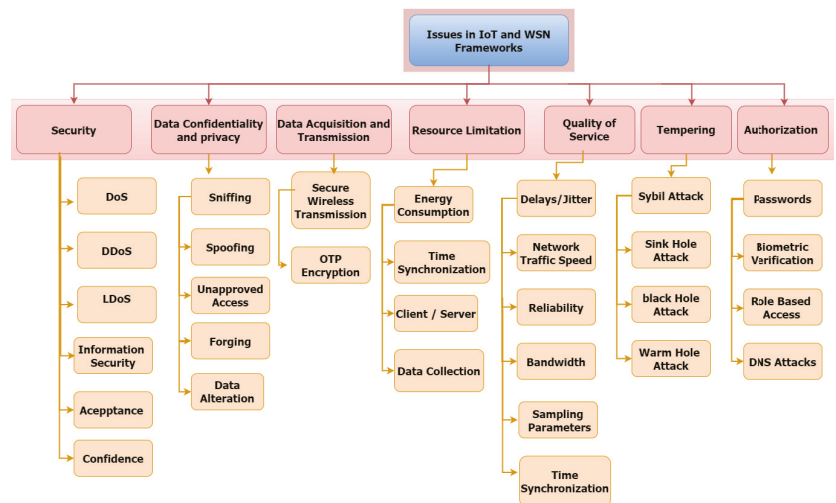 Issues in IoT and WSN
Frameworks
Security
Data Confidentiality
and privacy
Data Acquisition and
Transmission
Resource Limitation
Quality of
Service
Tempering
Authorization
DoS
DDoS
LDoS
Information
Security
Acepptance
Confidence
Sniffing
Spoofing
Unapproved
Access
Forging
Data
Alteration
Secure
Wireless
Transmission
OTP
Encryption
Energy
Consumption
Time
Synchronization
Client / Server
Data Collection
Delays/Jitter
Network
Traffic Speed
Reliability
Bandwidth
Sampling
Parameters
Time
Synchronization
Sybil Attack
Sink Hole
Attack
black Hole
Attack
Warm Hole
Attack
Passwords
Biometric
Verification
Role Based
Access
DNS Attacks